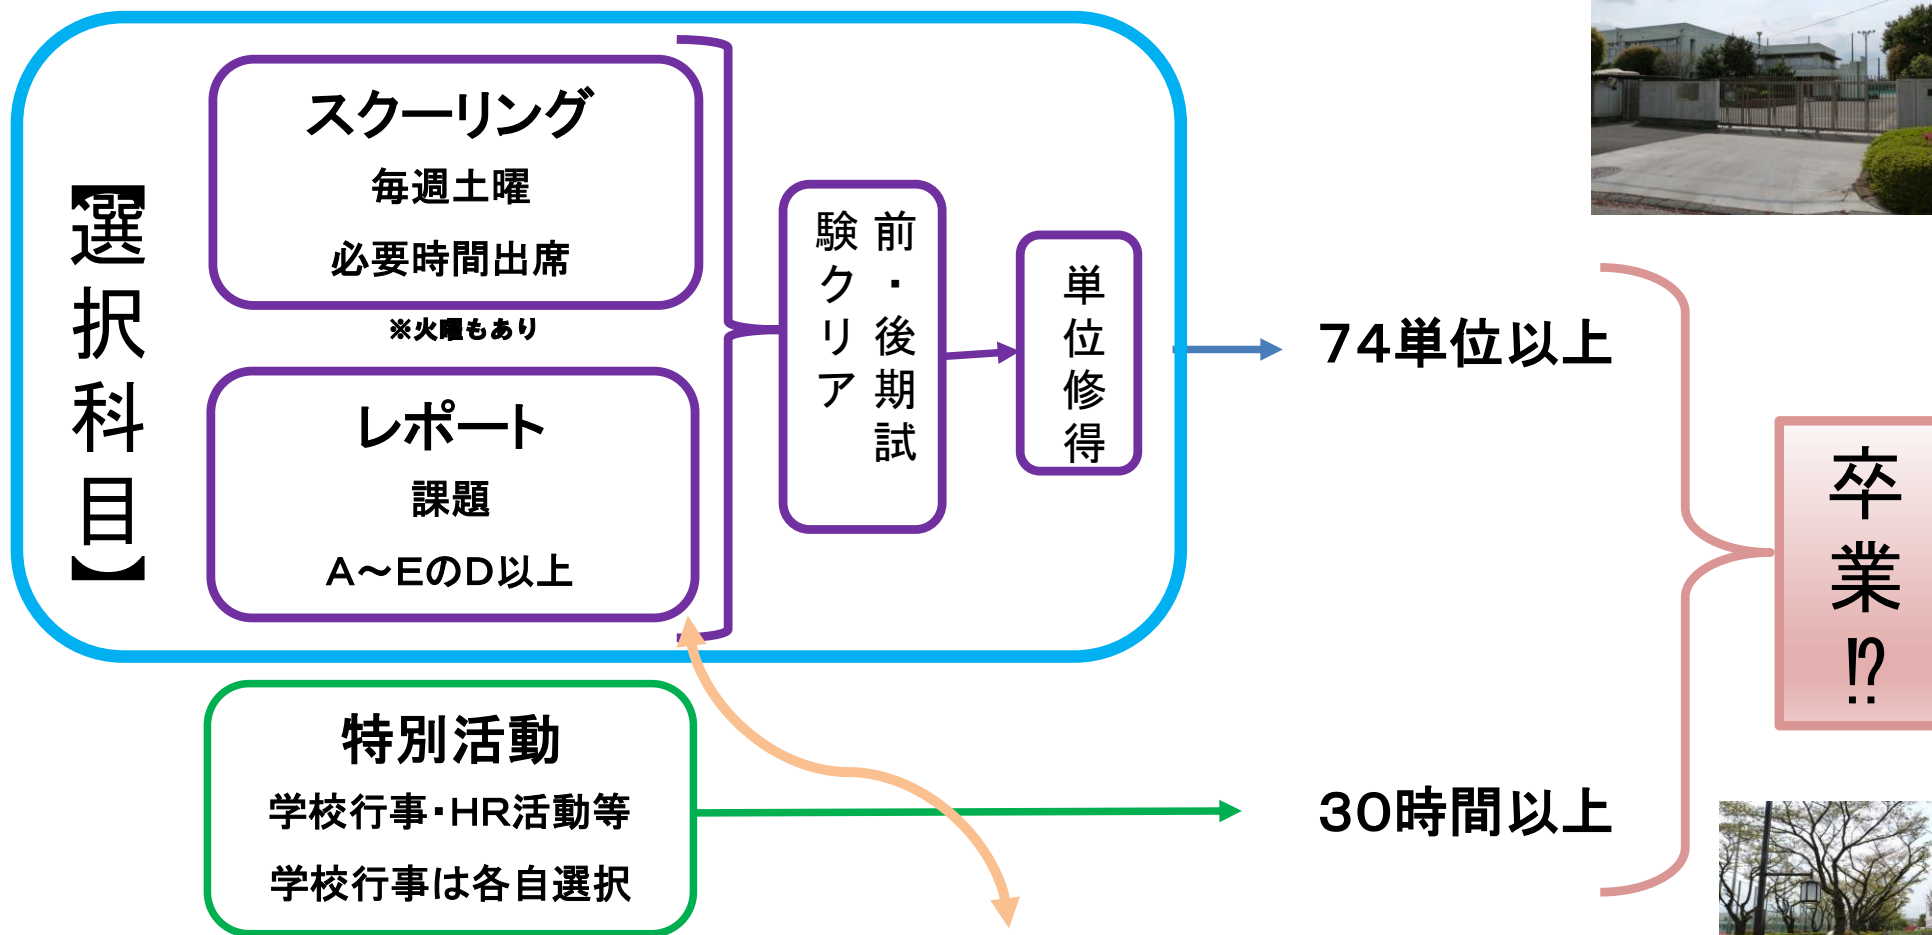 【選択科目】
スクーリング
毎週土曜
必要時間出席
※火曜もあり
レポート
課題
A～EのD以上
前・後期試
験クリア
単位修得
74単位以上
特別活動
学校行事・HR活動等
学校行事は各自選択
30時間以上
卒業⁉